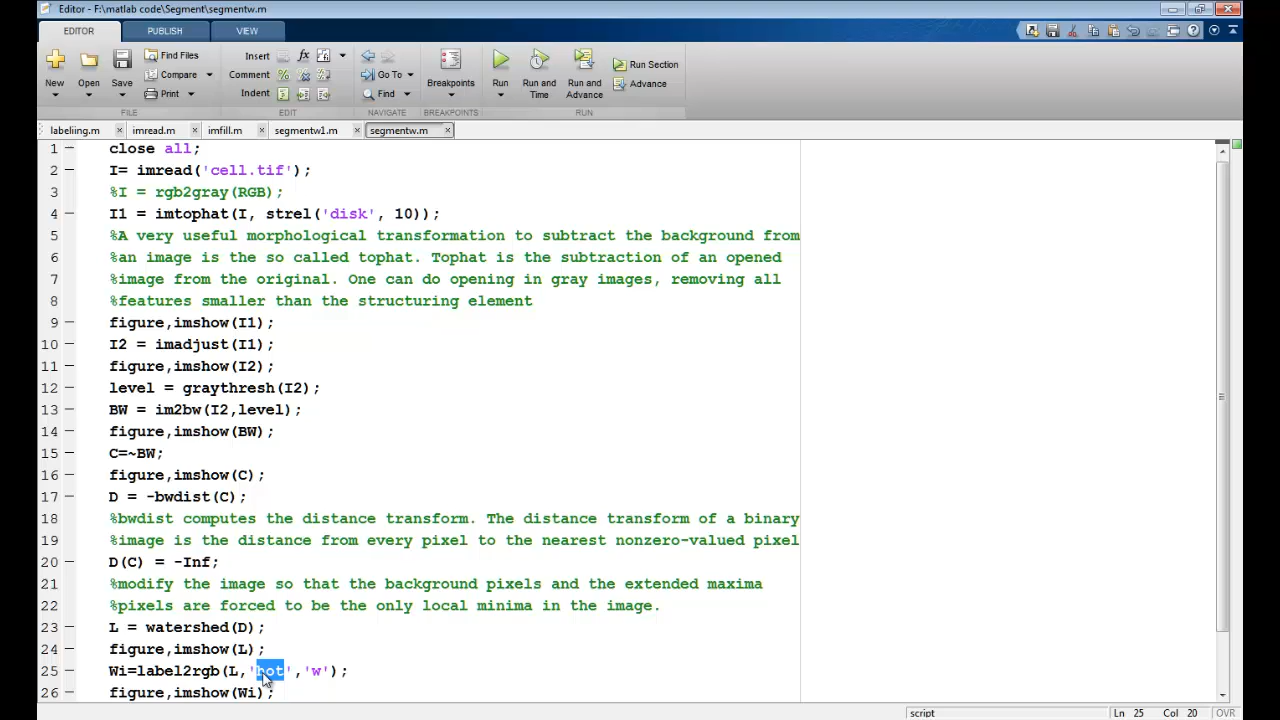 Editor - F:\matlab code\Segment\segmentw.m
EDITOR PUBLISH VIEW
New Open Save Find Files Compare Print
Insert fx Comment Indent
Go To Find
Breakpoints
Run Run and Time Run and Advance Run Section Advance
FILE EDIT NAVIGATE BREAKPOINTS RUN
labeliing.m imread.m imfill.m segmentw1.m segmentw.m
1 close all;
2 I= imread('cell.tif');
3 %I = rgb2gray(RGB);
4 I1 = imtophat(I, strel('disk', 10));
5 %A very useful morphological transformation to subtract the background from
6 %an image is the so called tophat. Tophat is the subtraction of an opened
7 %image from the original. One can do opening in gray images, removing all
8 %features smaller than the structuring element
9 figure,imshow(I1);
10 I2 = imadjust(I1);
11 figure,imshow(I2);
12 level = graythresh(I2);
13 BW = im2bw(I2,level);
14 figure,imshow(BW);
15 C=~BW;
16 figure,imshow(C);
17 D = -bwdist(C);
18 %bwdist computes the distance transform. The distance transform of a binary
19 %image is the distance from every pixel to the nearest nonzero-valued pixel
20 D(C) = -Inf;
21 %modify the image so that the background pixels and the extended maxima
22 %pixels are forced to be the only local minima in the image.
23 L = watershed(D);
24 figure,imshow(L);
25 Wi=label2rgb(L,'hot','w');
26 figure,imshow(Wi);
script Ln 25 Col 20 OVR